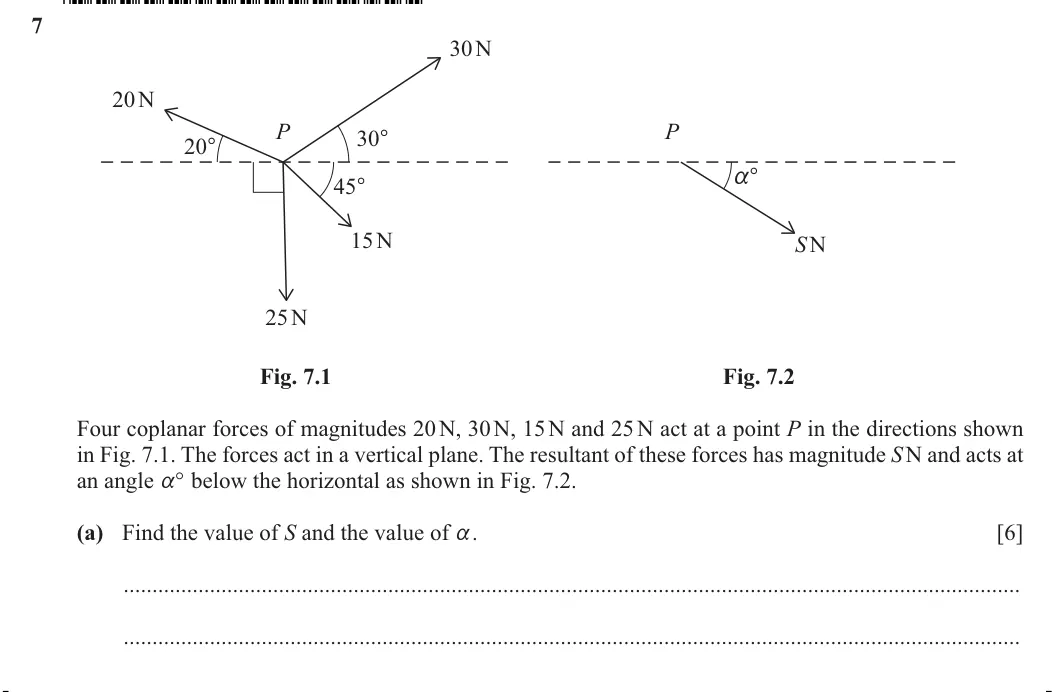 7
30 N
20 N
P
20°
30°
45°
15 N
25 N
P
α°
S N
Fig. 7.1
Fig. 7.2
Four coplanar forces of magnitudes 20 N, 30 N, 15 N and 25 N act at a point P in the directions shown
in Fig. 7.1. The forces act in a vertical plane. The resultant of these forces has magnitude S N and acts at
an angle α° below the horizontal as shown in Fig. 7.2.
(a) Find the value of S and the value of α. [6]